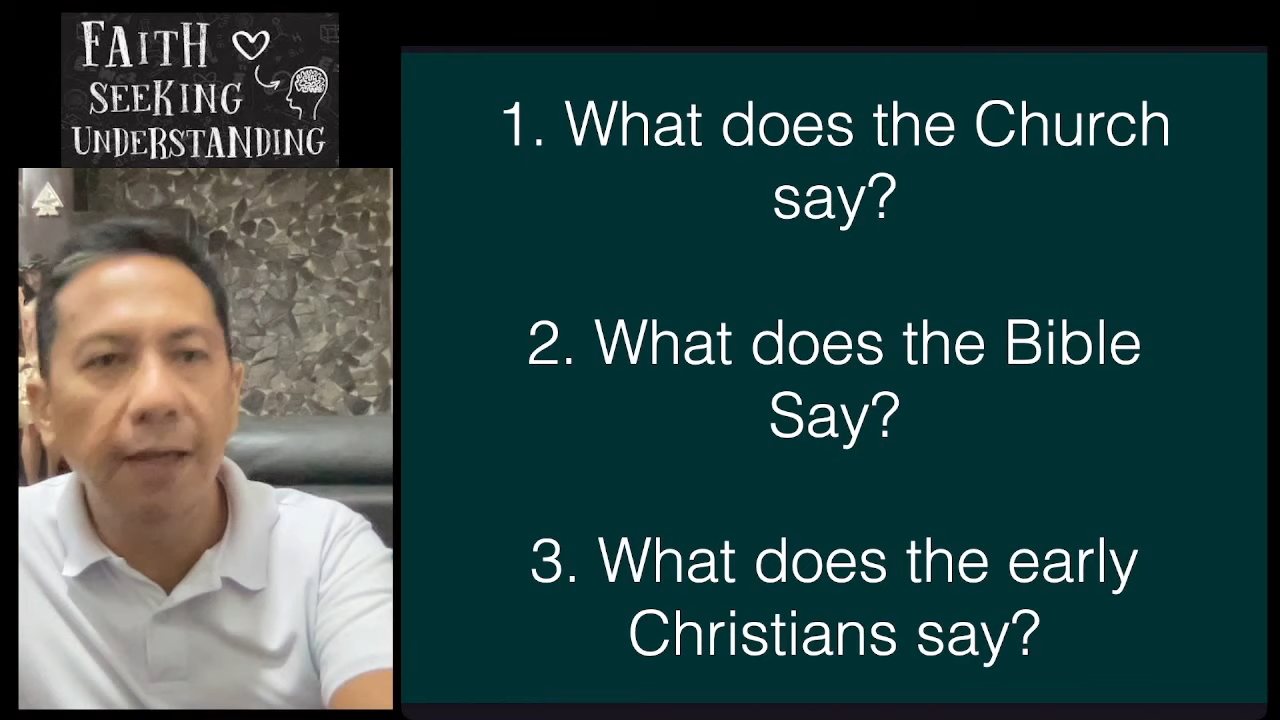 FAITH
SEEKING
UNDERSTANDING
1. What does the Church
say?
2. What does the Bible
Say?
3. What does the early
Christians say?